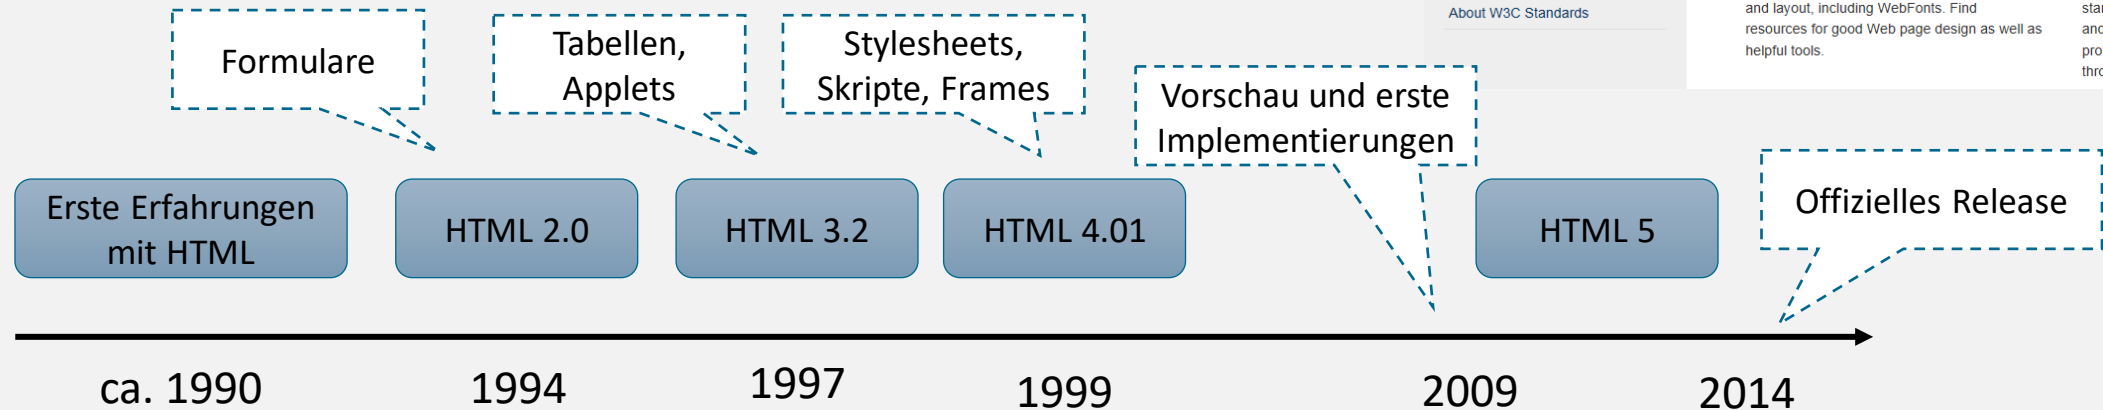 About W3C Standards
and layout, including WebFonts. Find
resources for good Web page design as well as
helpful tools.
and
Formulare
Tabellen,
Applets
Stylesheets,
Skripte, Frames
Vorschau und erste
Implementierungen
Offizielles Release
Erste Erfahrungen
mit HTML
HTML 2.0
HTML 3.2
HTML 4.01
HTML 5
ca. 1990
1994
1997
1999
2009
2014